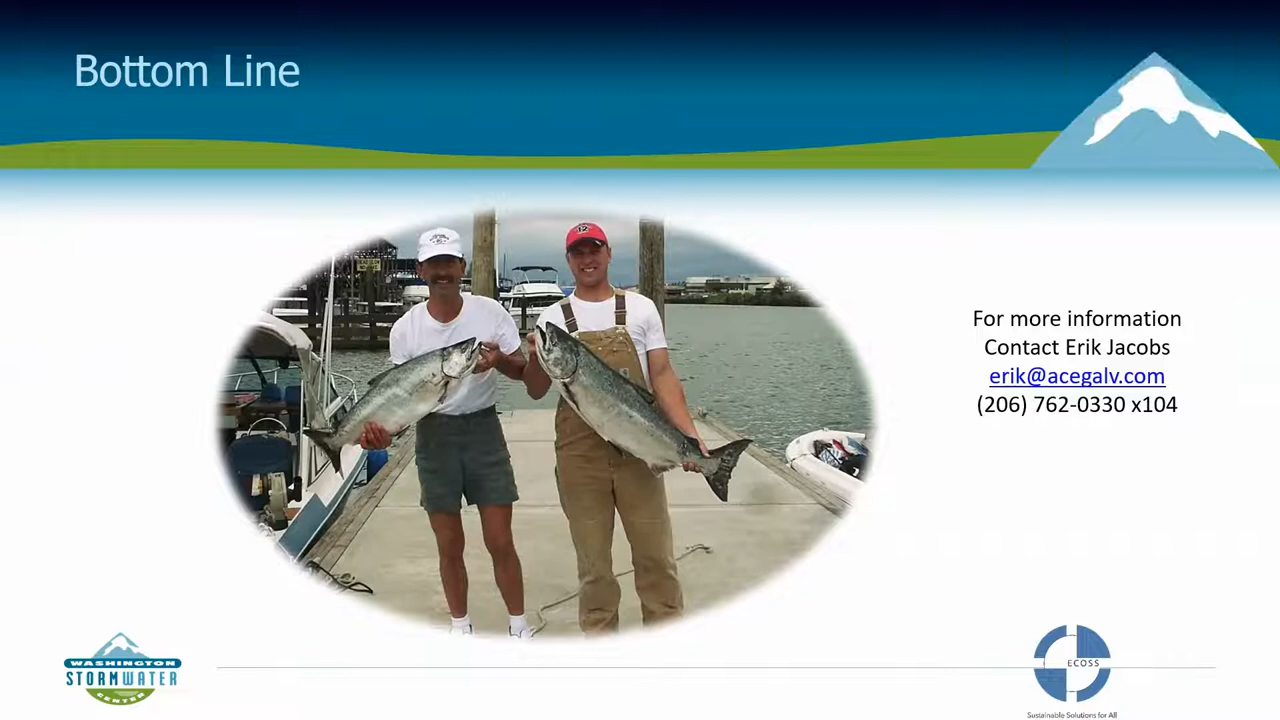 Bottom Line
For more information
Contact Erik Jacobs
erik@acegalv.com
(206) 762-0330 x104
WASHINGTON
STORMWATER
CENTER
ECOSS
Sustainable Solutions for All